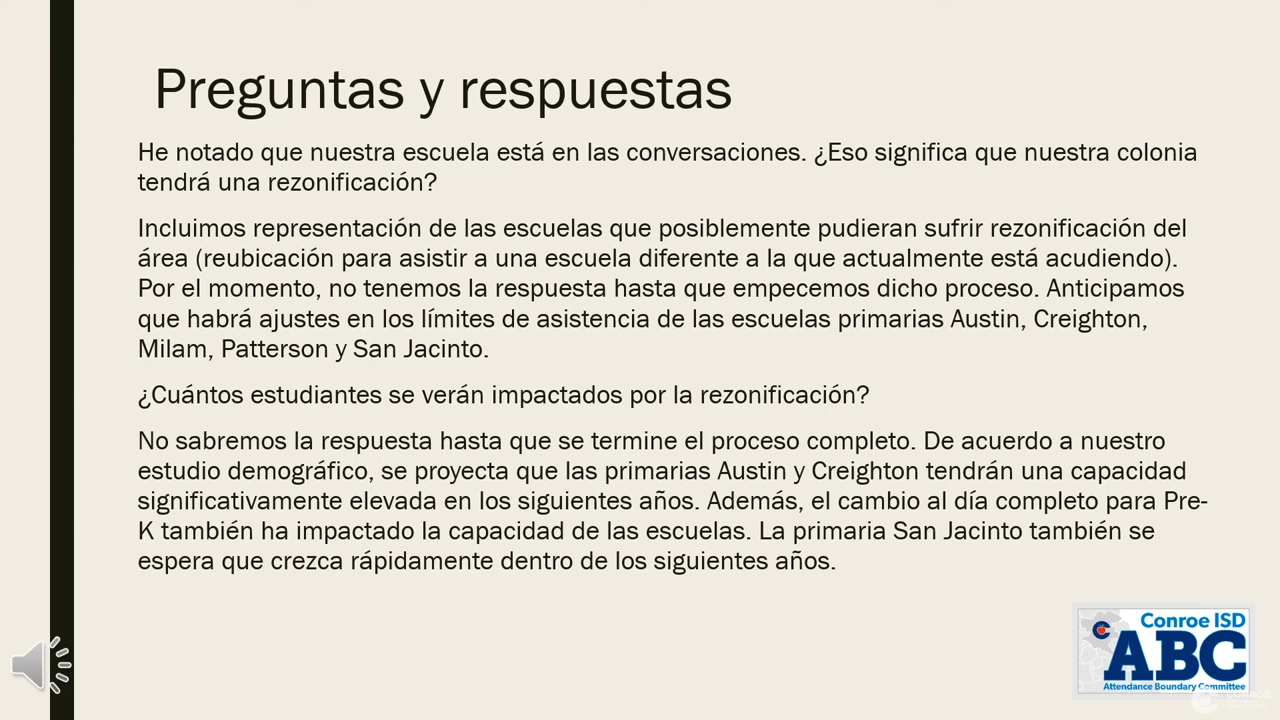 Preguntas y respuestas
He notado que nuestra escuela está en las conversaciones. ¿Eso significa que nuestra colonia
tendrá una rezonificación?
Incluimos representación de las escuelas que posiblemente pudieran sufrir rezonificación del
área (reubicación para asistir a una escuela diferente a la que actualmente está acudiendo).
Por el momento, no tenemos la respuesta hasta que empecemos dicho proceso. Anticipamos
que habrá ajustes en los límites de asistencia de las escuelas primarias Austin, Creighton,
Milam, Patterson y San Jacinto.
¿Cuántos estudiantes se verán impactados por la rezonificación?
No sabremos la respuesta hasta que se termine el proceso completo. De acuerdo a nuestro
estudio demográfico, se proyecta que las primarias Austin y Creighton tendrán una capacidad
significativamente elevada en los siguientes años. Además, el cambio al día completo para Pre-
K también ha impactado la capacidad de las escuelas. La primaria San Jacinto también se
espera que crezca rápidamente dentro de los siguientes años.
Conroe ISD
ABC
Attendance Boundary Committee